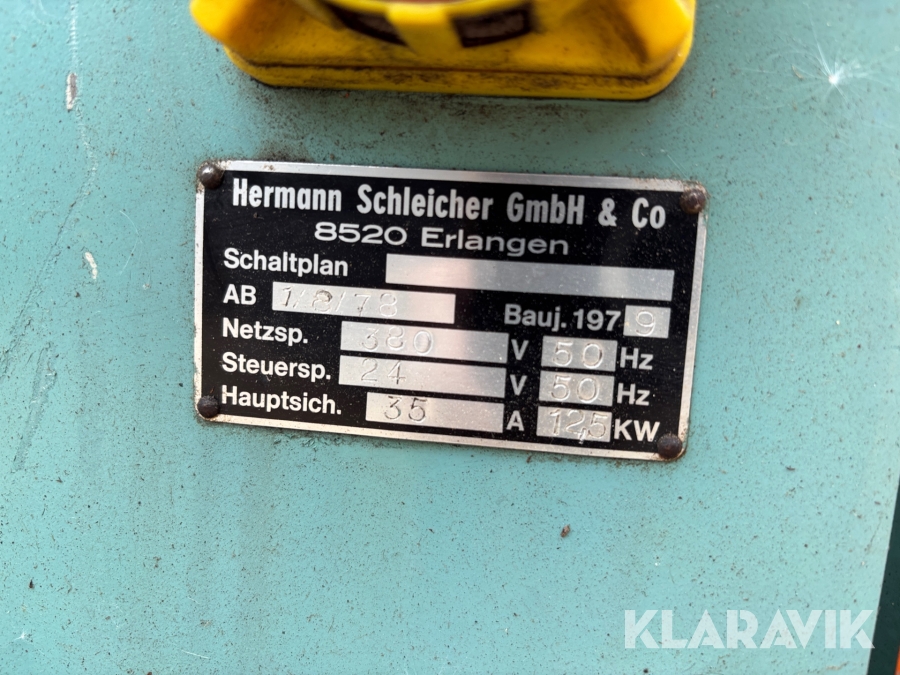 Hermann Schleicher GmbH & Co
8520 Erlangen
Schaltplan
AB 1/8/78 Bauj. 1979
Netzsp. 380 V 50 Hz
Steuersp. 24 V 50 Hz
Hauptsich. 35 A 12,5 KW
KLARAVIK